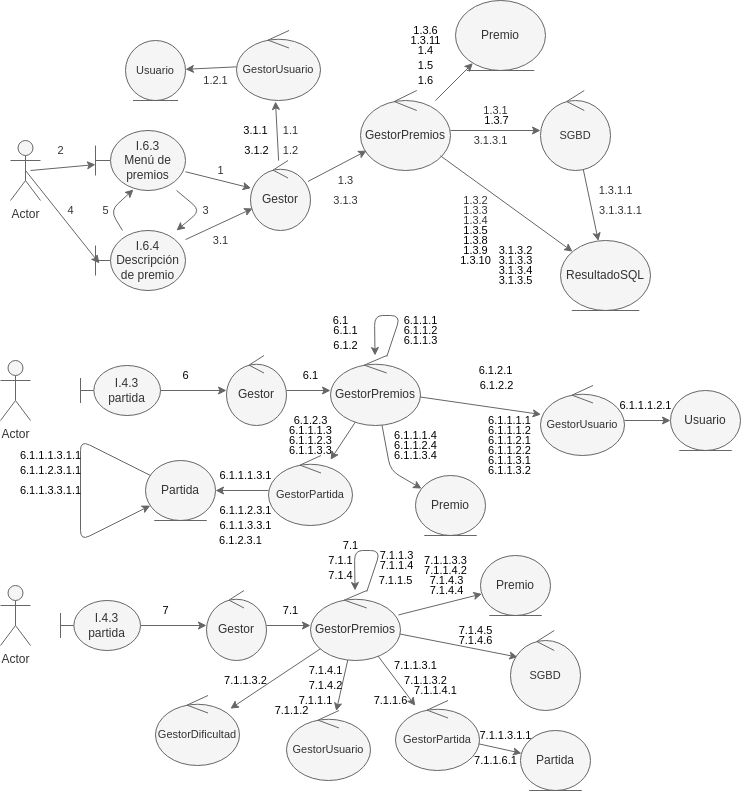 1.3.6
1.3.11
1.4
1.5
1.6
Premio
Usuario
1.2.1
GestorUsuario
GestorPremios
1.3.1
1.3.7
3.1.3.1
SGBD
3.1.1
3.1.2
1.1
1.2
Actor
2
I.6.3
Menú de
premios
1
Gestor
1.3
3.1.3
4
5
3
3.1
I.6.4
Descripción
de premio
1.3.2
1.3.3
1.3.4
1.3.5
1.3.8
1.3.9
1.3.10
3.1.3.2
3.1.3.3
3.1.3.4
3.1.3.5
1.3.1.1
3.1.3.1.1
ResultadoSQL
6.1
6.1.1
6.1.2
6.1.1.1
6.1.1.2
6.1.1.3
Actor
I.4.3
partida
6
Gestor
6.1
GestorPremios
6.1.2.1
6.1.2.2
GestorUsuario
6.1.1.1.2.1
Usuario
6.1.2.3
6.1.1.1.3
6.1.1.2.3
6.1.1.3.3
6.1.1.1.4
6.1.1.2.4
6.1.1.3.4
6.1.1.1.1
6.1.1.1.2
6.1.1.2.1
6.1.1.2.2
6.1.1.3.1
6.1.1.3.2
6.1.1.1.3.1.1
6.1.1.2.3.1.1
6.1.1.3.3.1.1
Partida
6.1.1.1.3.1
6.1.1.2.3.1
6.1.1.3.3.1
6.1.2.3.1
GestorPartida
Premio
7.1
7.1.1
7.1.4
7.1.1.3
7.1.1.4
7.1.1.5
7.1.1.3.3
7.1.1.4.2
7.1.4.3
7.1.4.4
Premio
Actor
I.4.3
partida
7
Gestor
7.1
GestorPremios
7.1.4.5
7.1.4.6
SGBD
7.1.1.3.2
7.1.4.1
7.1.4.2
7.1.1.1
7.1.1.2
7.1.1.3.1
7.1.1.3.2
7.1.1.4.1
7.1.1.6
GestorDificultad
GestorUsuario
GestorPartida
7.1.1.3.1.1
7.1.1.6.1
Partida